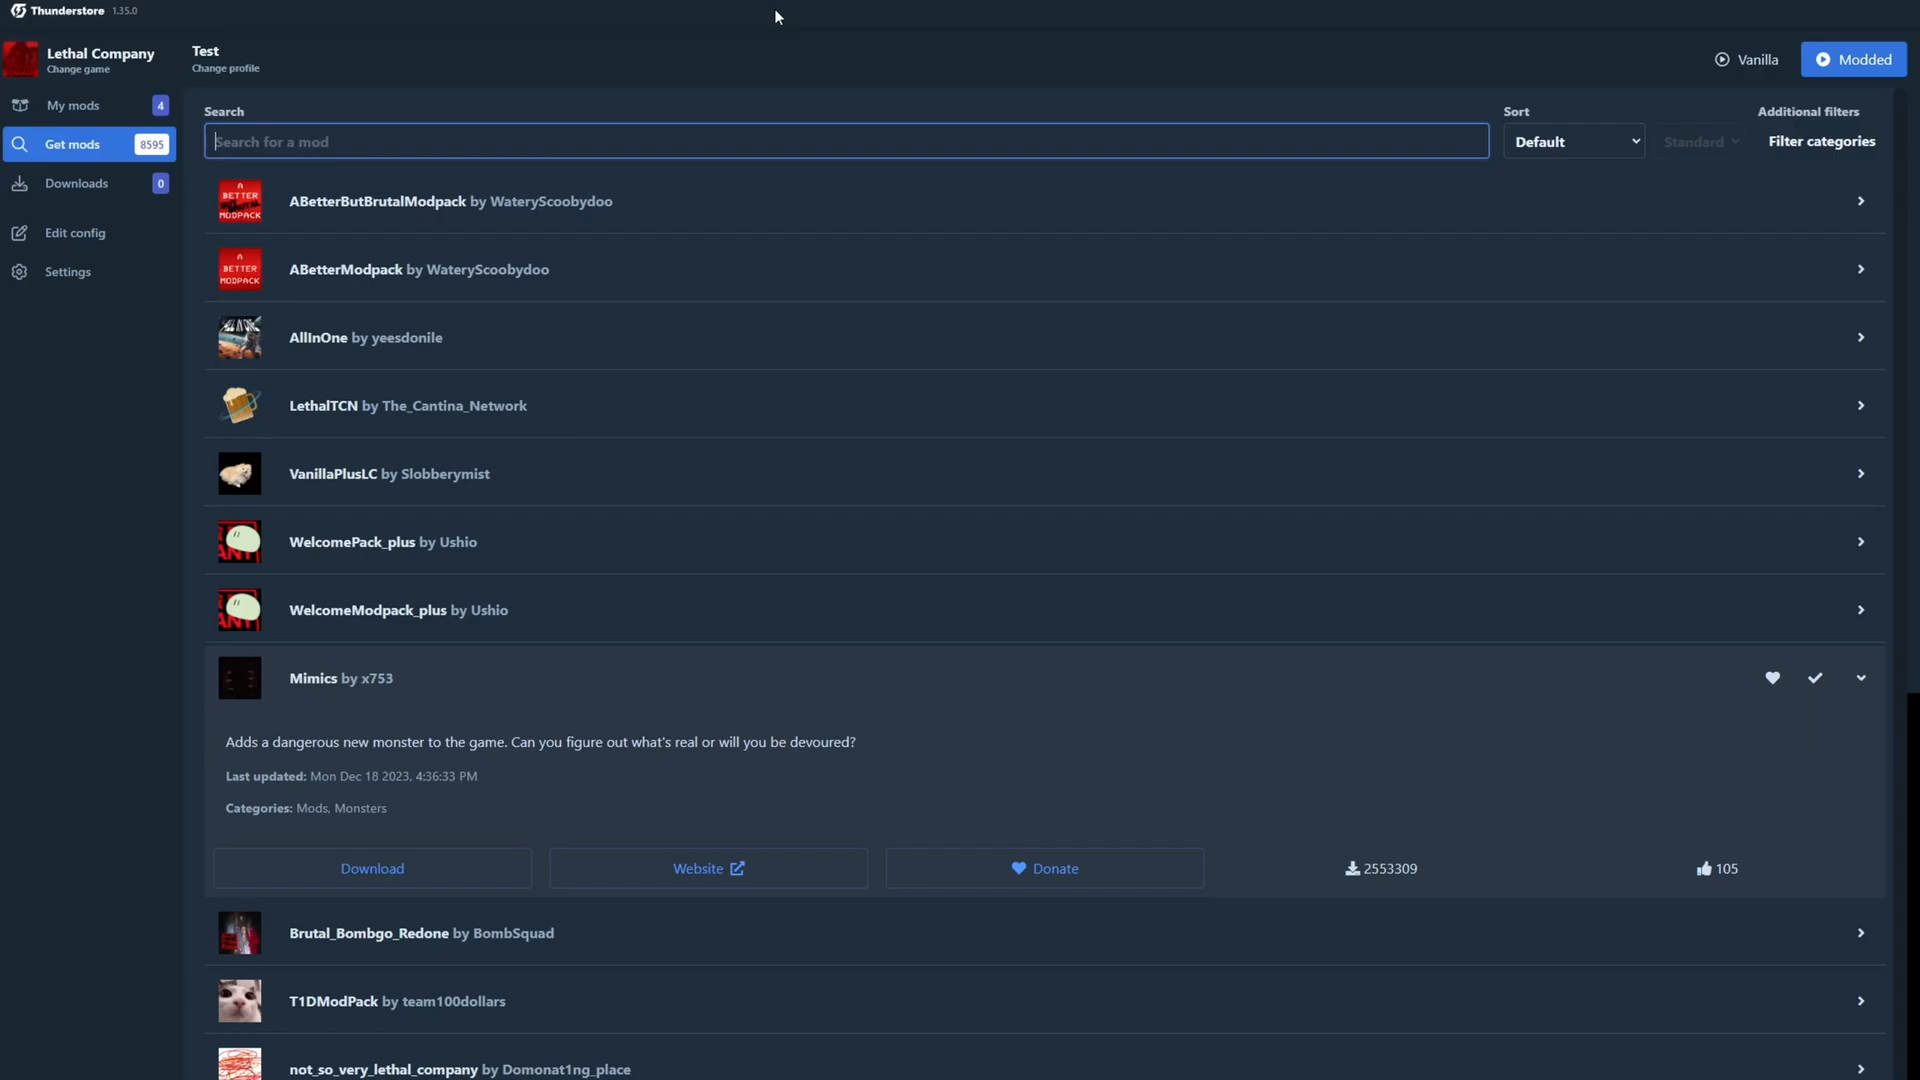 Thunderstore 1.35.0
Lethal Company
Change game
Test
Change profile
Vanilla
Modded
My mods 4
Get mods 8595
Downloads 0
Edit config
Settings
Search
Search for a mod
Sort
Default
Standard
Additional filters
Filter categories
A BETTER BRUTAL MODPACK
ABetterButBrutalModpack by WateryScoobydoo
A BETTER MODPACK
ABetterModpack by WateryScoobydoo
AllInOne by yeesdonile
LethalTCN by The_Cantina_Network
VanillaPlusLC by Slobberymist
WelcomePack_plus by Ushio
WelcomeModpack_plus by Ushio
Mimics by x753
Adds a dangerous new monster to the game. Can you figure out what's real or will you be devoured?
Last updated: Mon Dec 18 2023, 4:36:33 PM
Categories: Mods, Monsters
Download
Website
Donate
2553309
105
Brutal_Bombgo_Redone by BombSquad
T1DModPack by team100dollars
not_so_very_lethal_company by Domonat1ng_place